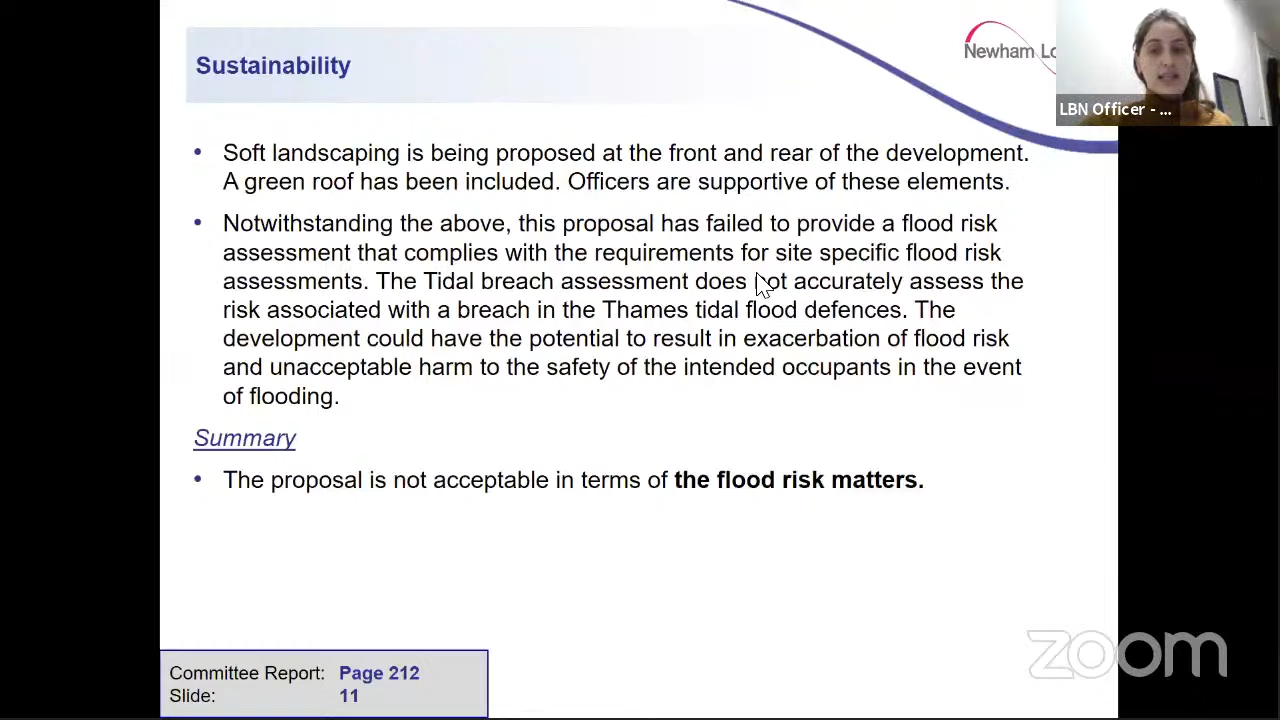 Sustainability
Newham Lo
LBN Officer - ...
• Soft landscaping is being proposed at the front and rear of the development.
A green roof has been included. Officers are supportive of these elements.
• Notwithstanding the above, this proposal has failed to provide a flood risk
assessment that complies with the requirements for site specific flood risk
assessments. The Tidal breach assessment does not accurately assess the
risk associated with a breach in the Thames tidal flood defences. The
development could have the potential to result in exacerbation of flood risk
and unacceptable harm to the safety of the intended occupants in the event
of flooding.
Summary
• The proposal is not acceptable in terms of the flood risk matters.
Committee Report: Page 212
Slide: 11
zoom